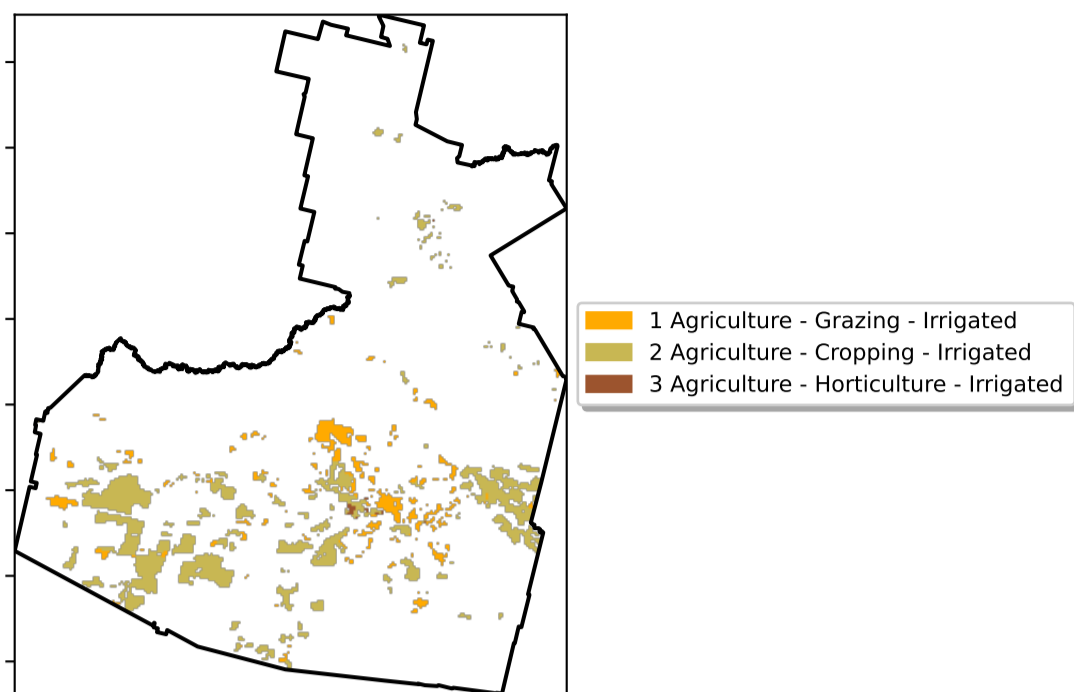 1 Agriculture - Grazing - Irrigated
2 Agriculture - Cropping - Irrigated
3 Agriculture - Horticulture - Irrigated